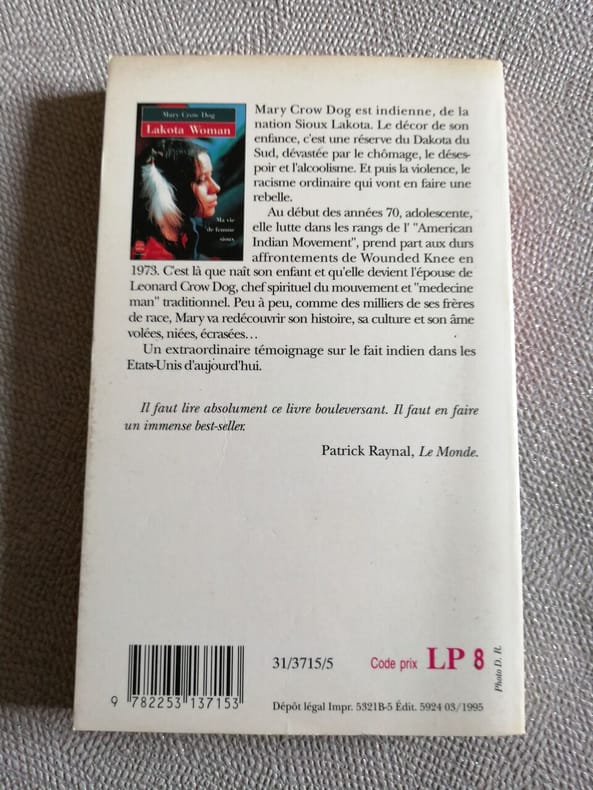 Mary Crow Dog
Lakota Woman
Ma vie
de femme
sioux
Mary Crow Dog est indienne, de la
nation Sioux Lakota. Le décor de son
enfance, c'est une réserve du Dakota du
Sud, dévastée par le chômage, le déses-
poir et l'alcoolisme. Et puis la violence, le
racisme ordinaire qui vont en faire une
rebelle.
Au début des années 70, adolescente,
elle lutte dans les rangs de l' "American
Indian Movement", prend part aux durs
affrontements de Wounded Knee en
1973. C'est là que naît son enfant et qu'elle devient l'épouse de
Leonard Crow Dog, chef spirituel du mouvement et "medecine
man" traditionnel. Peu à peu, comme des milliers de ses frères
de race, Mary va redécouvrir son histoire, sa culture et son âme
volées, niées, écrasées...
Un extraordinaire témoignage sur le fait indien dans les
Etats-Unis d'aujourd'hui.
Il faut lire absolument ce livre bouleversant. Il faut en faire
un immense best-seller.
Patrick Raynal, Le Monde.
9 782253 137153
31/3715/5
Code prix LP 8
Photo D. R.
Dépôt légal Impr. 5321B-5 Édit. 5924 03/1995